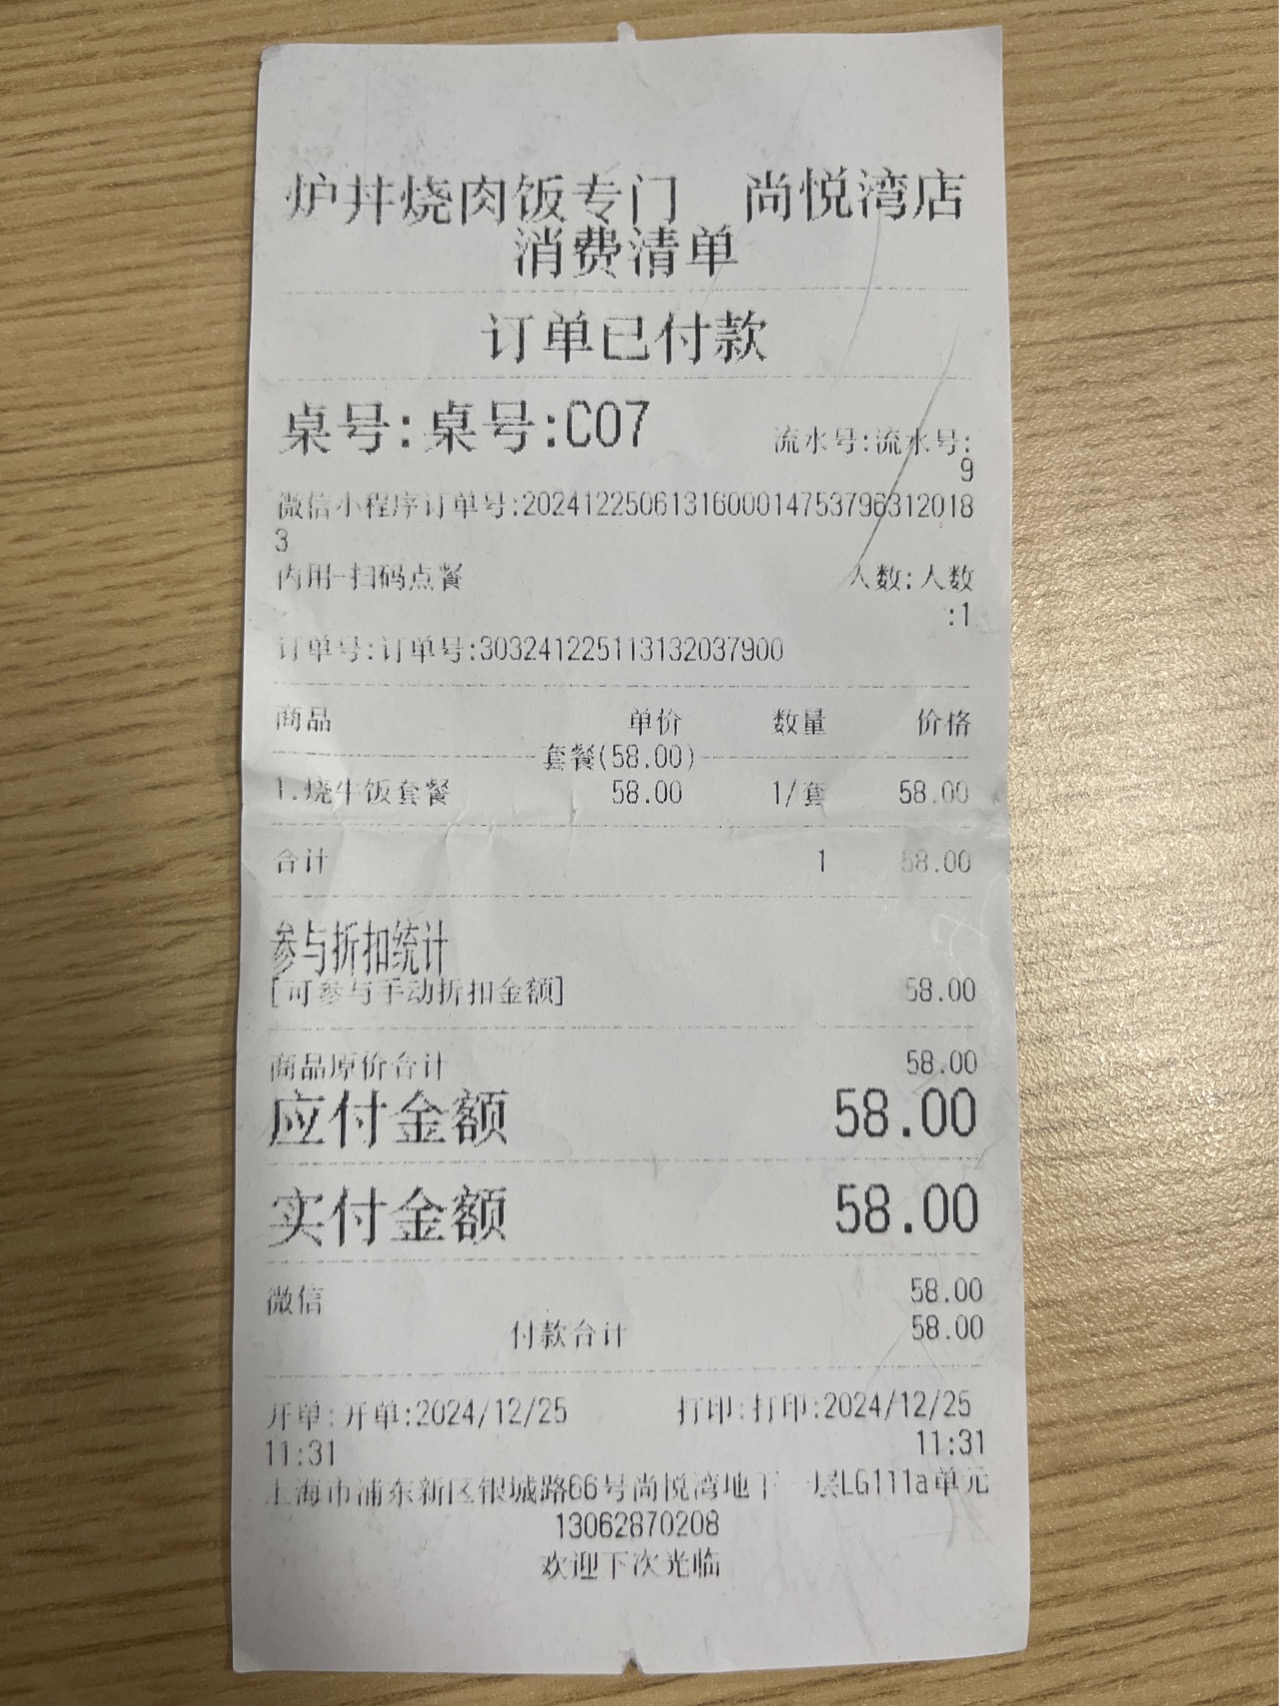 炉丼烧肉饭专门 尚悦湾店
消费清单
订单已付款
桌号:桌号:C07 流水号:流水号:
9
微信小程序订单号:2024122506131600014753796312018
3
内用-扫码点餐 人数:人数
:1
订单号:订单号:303241225113132037900
商品 单价 数量 价格
套餐(58.00)
1.烧牛饭套餐 58.00 1/套 58.00
合计 1 58.00
参与折扣统计
[可参与手动折扣金额] 58.00
商品原价合计 58.00
应付金额 58.00
实付金额 58.00
微信 58.00
付款合计 58.00
开单:开单:2024/12/25 打印:打印:2024/12/25
11:31 11:31
上海市浦东新区银城路66号尚悦湾地下一层LG111a单元
13062870208
欢迎下次光临